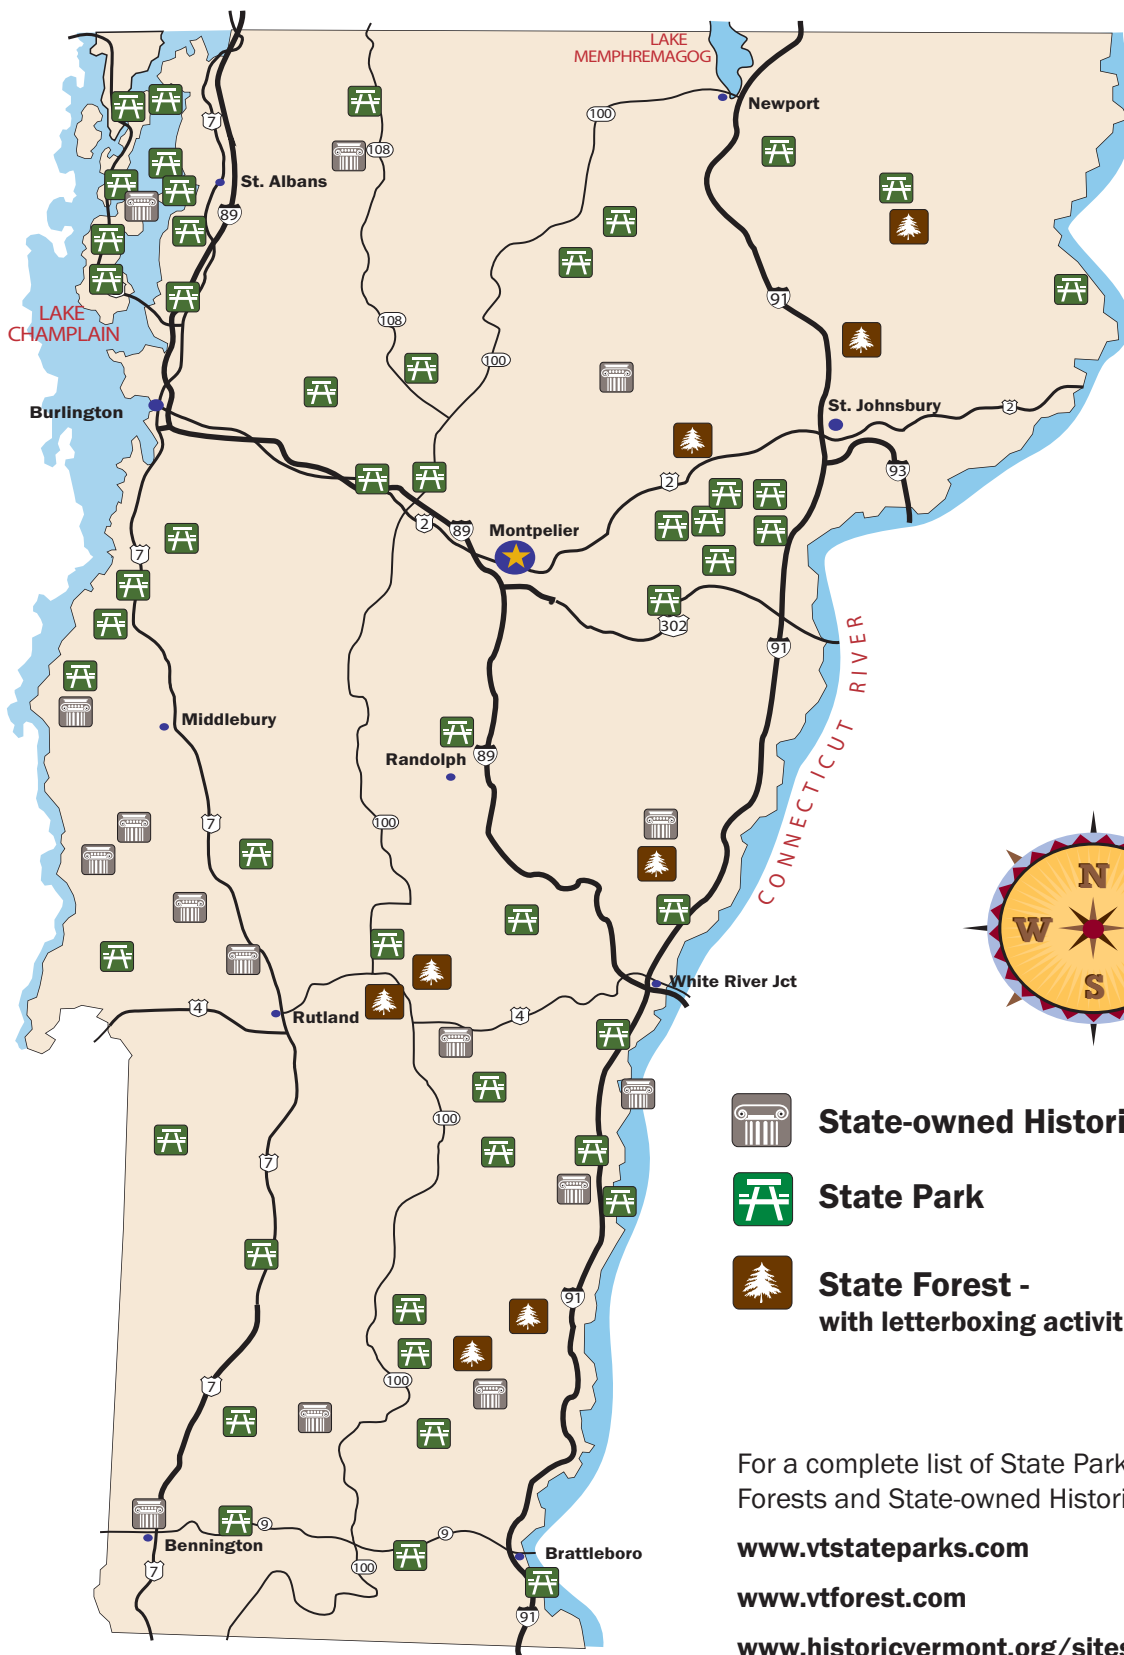 LAKE
MEMPHREMAGOG
Newport
100
7
108
St. Albans
89
91
LAKE
CHAMPLAIN
108
100
Burlington
St. Johnsbury
2
93
2
2
89
Montpelier
7
302
91
CONNECTICUT RIVER
Middlebury
Randolph
89
7
100
N
W
S
White River Jct
4
Rutland
4
100
7
State-owned Histori
State Park
State Forest -
with letterboxing activit
91
7
100
For a complete list of State Park
Forests and State-owned Histori
www.vtstateparks.com
www.vtforest.com
www.historicvermont.org/sites
9
9
Bennington
Brattleboro
7
100
91